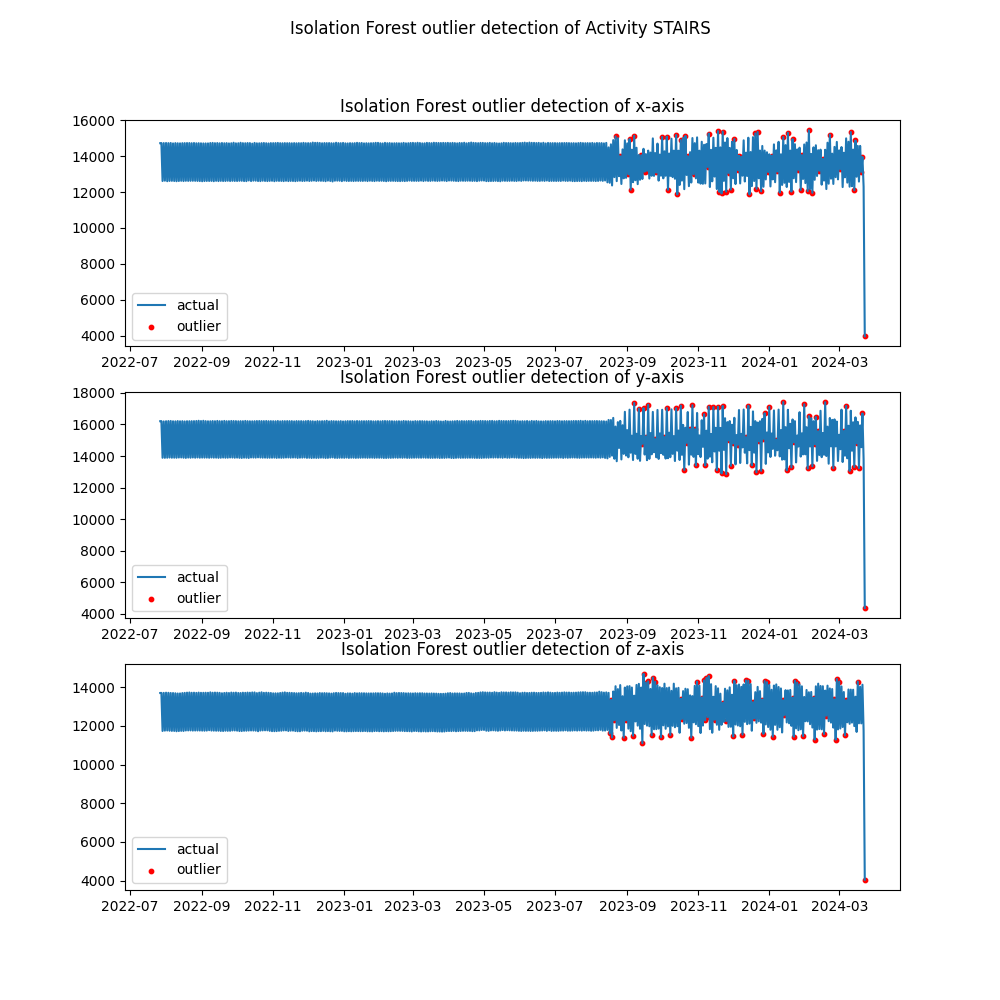 Isolation Forest outlier detection of Activity STAIRS
Isolation Forest outlier detection of x-axis
16000
14000
12000
10000
8000
6000
4000
actual
outlier
2022-07 2022-09 2022-11 2023-01 2023-03 2023-05 2023-07 2023-09 2023-11 2024-01 2024-03
Isolation Forest outlier detection of y-axis
18000
16000
14000
12000
10000
8000
6000
4000
actual
outlier
2022-07 2022-09 2022-11 2023-01 2023-03 2023-05 2023-07 2023-09 2023-11 2024-01 2024-03
Isolation Forest outlier detection of z-axis
14000
12000
10000
8000
6000
4000
actual
outlier
2022-07 2022-09 2022-11 2023-01 2023-03 2023-05 2023-07 2023-09 2023-11 2024-01 2024-03